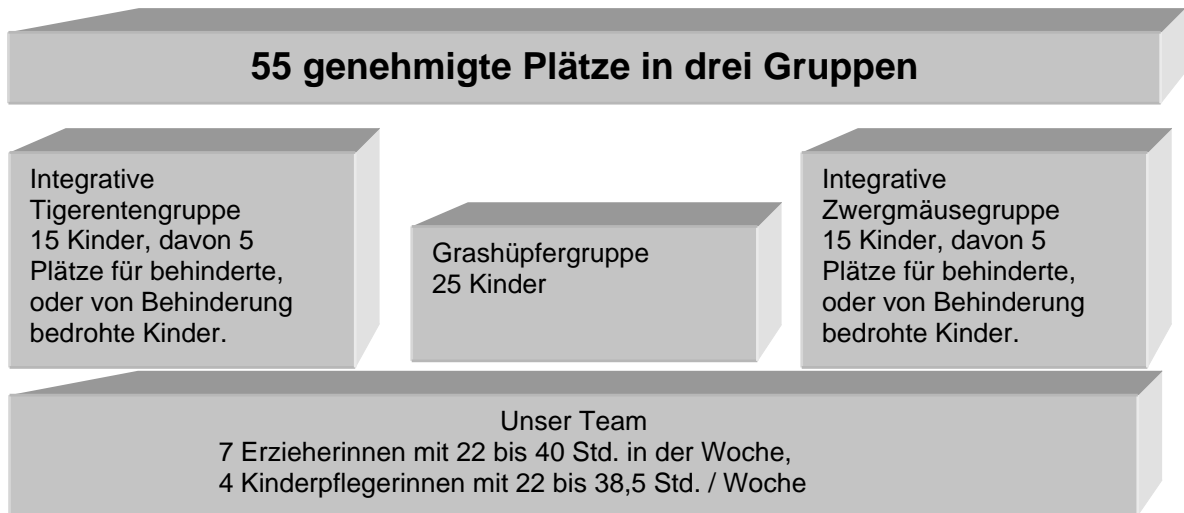 55 genehmigte Plätze in drei Gruppen
Integrative
Tigerentengruppe
15 Kinder, davon 5
Plätze für behinderte,
oder von Behinderung
bedrohte Kinder.
Grashüpfergruppe
25 Kinder
Integrative
Zwergmäusegruppe
15 Kinder, davon 5
Plätze für behinderte,
oder von Behinderung
bedrohte Kinder.
Unser Team
7 Erzieherinnen mit 22 bis 40 Std. in der Woche,
4 Kinderpflegerinnen mit 22 bis 38,5 Std. / Woche